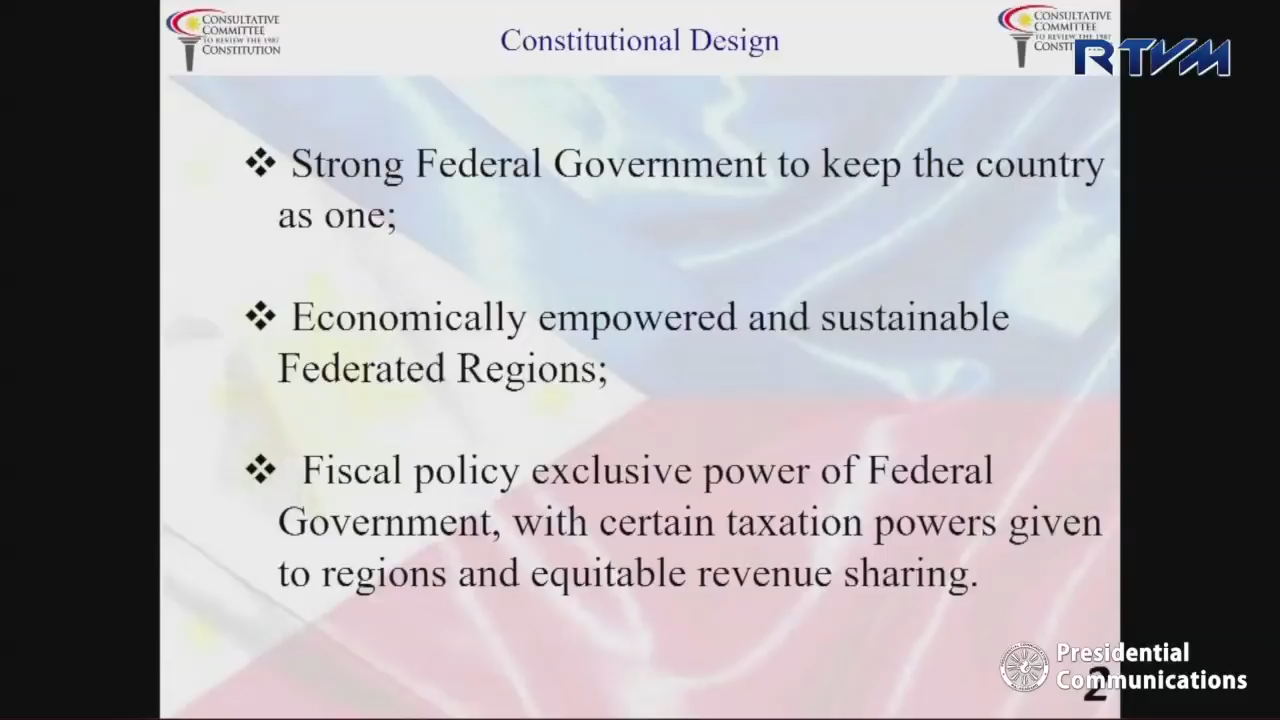 CONSULTATIVE
COMMITTEE
TO REVIEW THE 1987
CONSTITUTION
Constitutional Design
CONSULTATIVE
COMMITTEE
TO REVIEW THE 1987
RTVM
❖ Strong Federal Government to keep the country
as one;
❖ Economically empowered and sustainable
Federated Regions;
❖ Fiscal policy exclusive power of Federal
Government, with certain taxation powers given
to regions and equitable revenue sharing.
Presidential
Communications
2